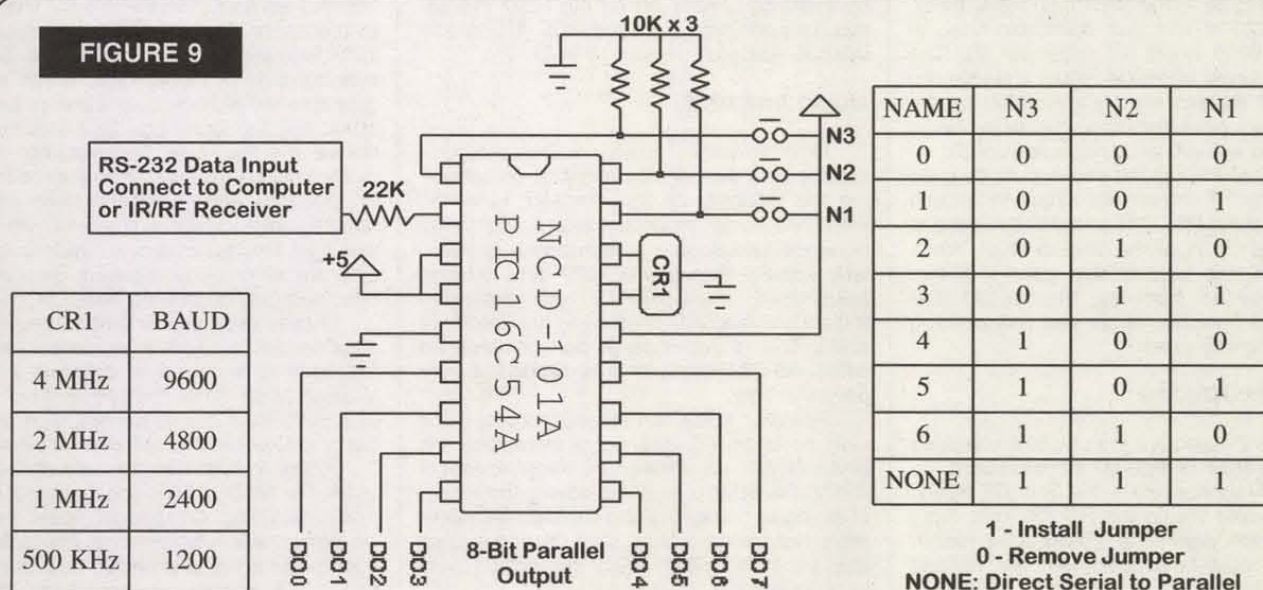 FIGURE 9
10K x 3
RS-232 Data Input
Connect to Computer
or IR/RF Receiver
22K
+5
NCD-101A
PIC16C54A
CR1
N3
N2
N1
CR1 BAUD
4 MHz 9600
2 MHz 4800
1 MHz 2400
500 KHz 1200
DO0
DO1
DO2
DO3
8-Bit Parallel
Output
DO4
DO5
DO6
DO7
NAME N3 N2 N1
0 0 0 0
1 0 0 1
2 0 1 0
3 0 1 1
4 1 0 0
5 1 0 1
6 1 1 0
NONE 1 1 1
1 - Install Jumper
0 - Remove Jumper
NONE: Direct Serial to Parallel